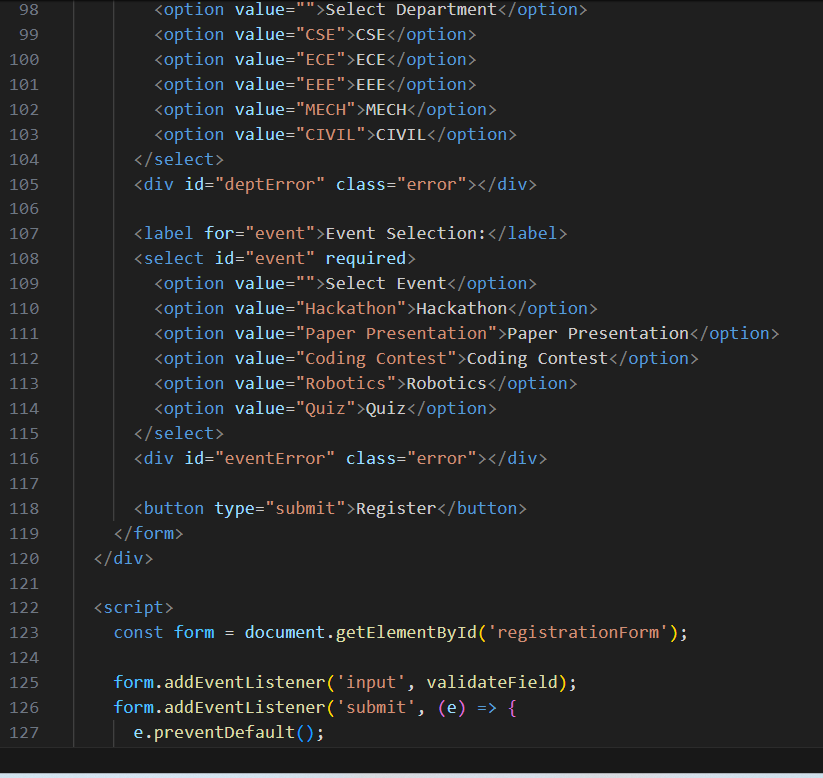 98 <option value="">Select Department</option>
99 <option value="CSE">CSE</option>
100 <option value="ECE">ECE</option>
101 <option value="EEE">EEE</option>
102 <option value="MECH">MECH</option>
103 <option value="CIVIL">CIVIL</option>
104 </select>
105 <div id="deptError" class="error"></div>
106
107 <label for="event">Event Selection:</label>
108 <select id="event" required>
109 <option value="">Select Event</option>
110 <option value="Hackathon">Hackathon</option>
111 <option value="Paper Presentation">Paper Presentation</option>
112 <option value="Coding Contest">Coding Contest</option>
113 <option value="Robotics">Robotics</option>
114 <option value="Quiz">Quiz</option>
115 </select>
116 <div id="eventError" class="error"></div>
117
118 <button type="submit">Register</button>
119 </form>
120 </div>
121
122 <script>
123 const form = document.getElementById('registrationForm');
124
125 form.addEventListener('input', validateField);
126 form.addEventListener('submit', (e) => {
127 e.preventDefault();